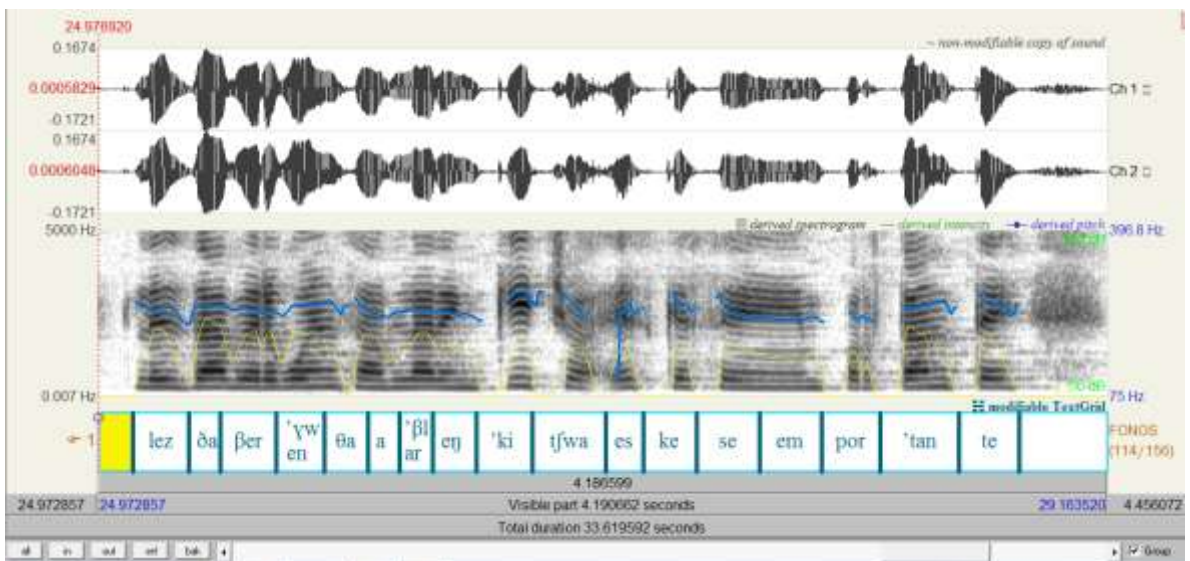 24.978920
0.1674
~ non-modifiable copy of sound
0.0005829
Ch 1
-0.1721
0.1674
0.0006048
Ch 2
-0.1721
5000 Hz
derived spectrogram — derived intensity derived pitch 396.8 Hz
0.007 Hz
75 Hz
modifiable TextGrid
1
lez ða βer ˈɣw en θa a ˈβl ar eŋ ˈki tʃwa es ke se em por ˈtan te
FONOS
(114/156)
4.186599
24.972857 24.972857 Visible part 4.190662 seconds 29.163520 4.456072
Total duration 33.619592 seconds
all in out sel bak Group